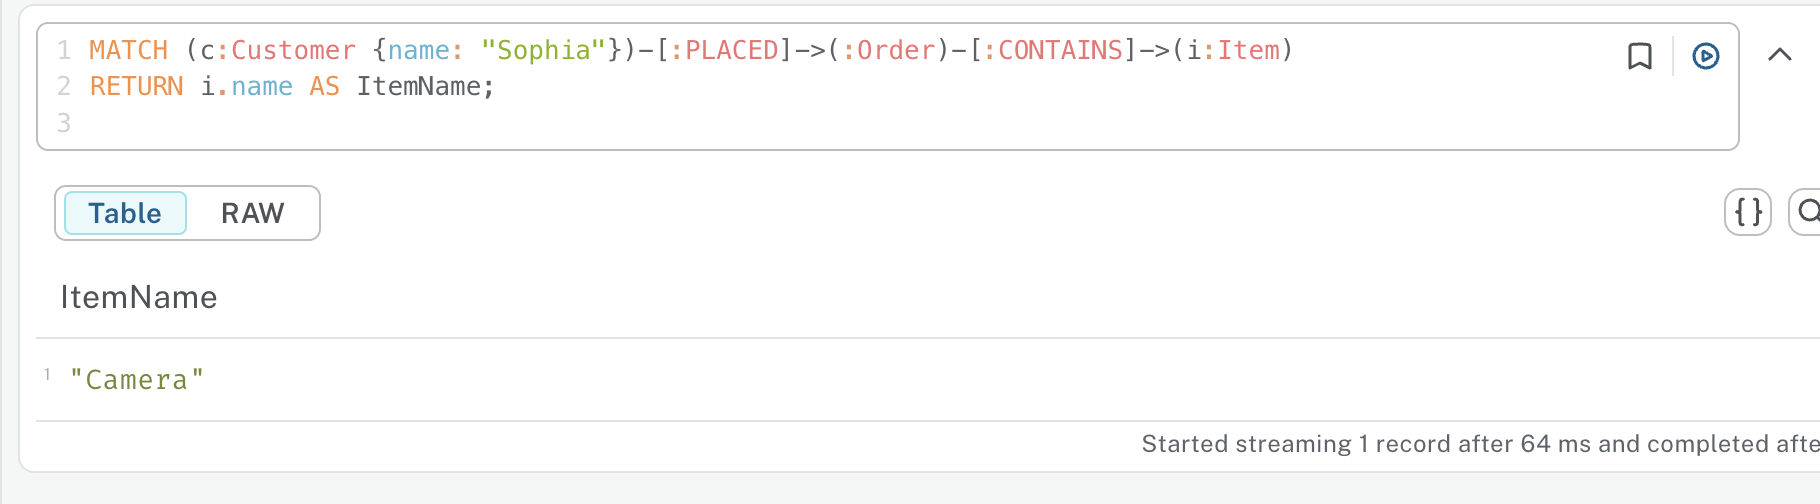 1 MATCH (c:Customer {name: "Sophia"})-[:PLACED]->(:Order)-[:CONTAINS]->(i:Item)
2 RETURN i.name AS ItemName;
3
Table RAW
{ }
ItemName
1 "Camera"
Started streaming 1 record after 64 ms and completed afte